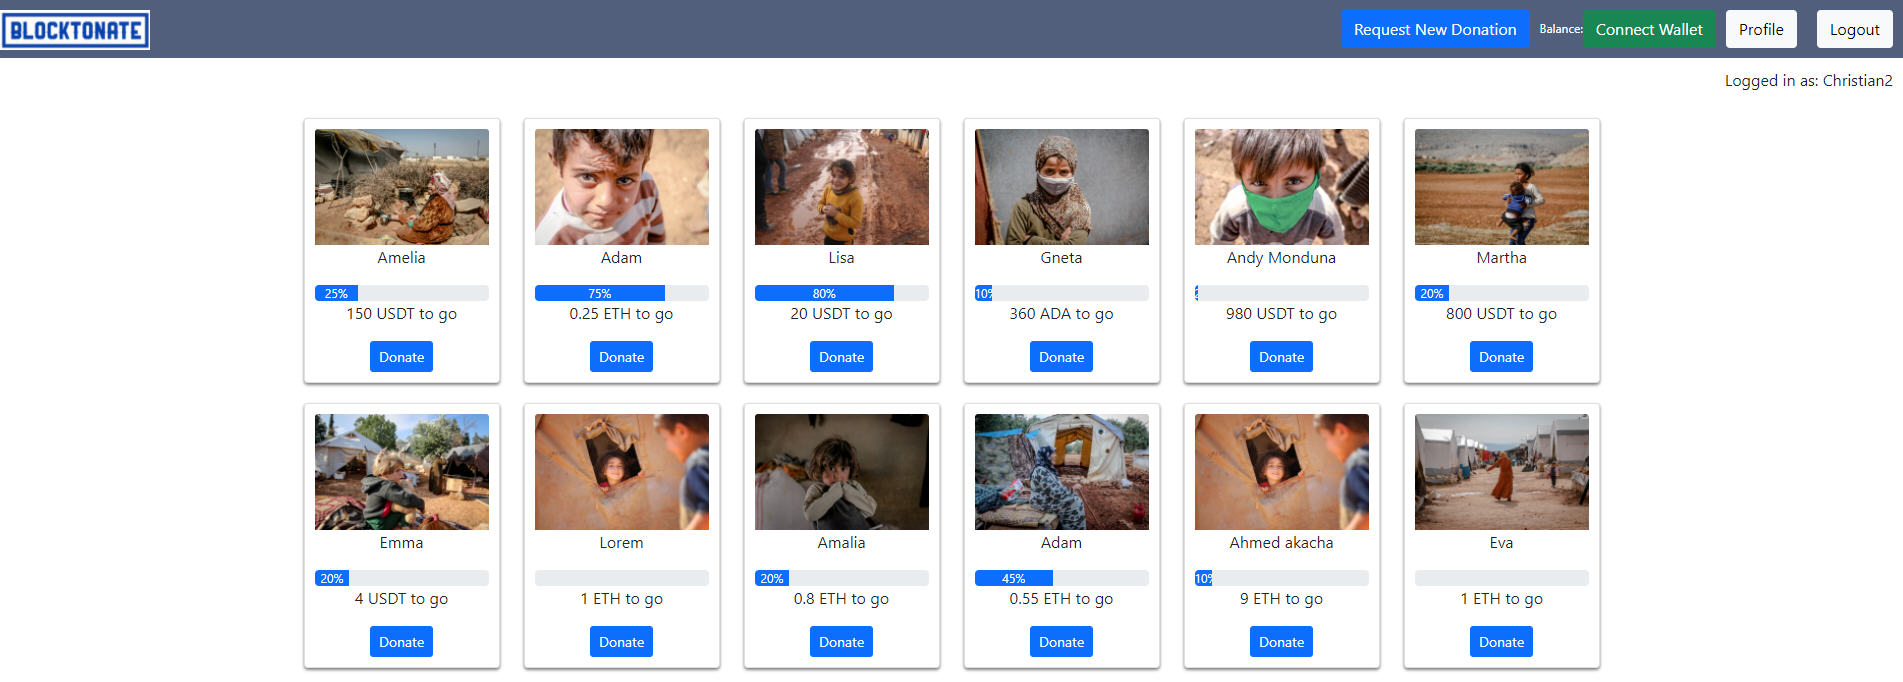 BLOCKTONATE
Request New Donation Balance: Connect Wallet Profile Logout
Logged in as: Christian2
Amelia
25%
150 USDT to go
Donate
Adam
75%
0.25 ETH to go
Donate
Lisa
80%
20 USDT to go
Donate
Gneta
10%
360 ADA to go
Donate
Andy Monduna
980 USDT to go
Donate
Martha
20%
800 USDT to go
Donate
Emma
20%
4 USDT to go
Donate
Lorem
1 ETH to go
Donate
Amalia
20%
0.8 ETH to go
Donate
Adam
45%
0.55 ETH to go
Donate
Ahmed akacha
10%
9 ETH to go
Donate
Eva
1 ETH to go
Donate